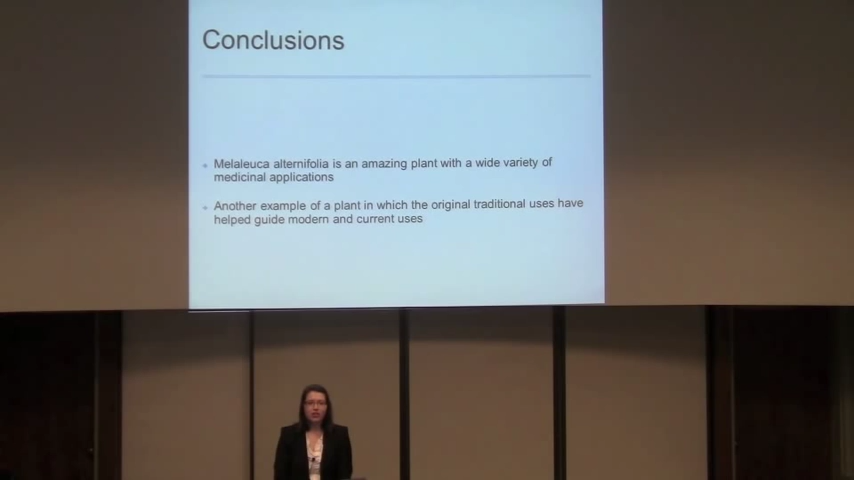 Conclusions
Melaleuca alternifolia is an amazing plant with a wide variety of
medicinal applications
Another example of a plant in which the original traditional uses have
helped guide modern and current uses